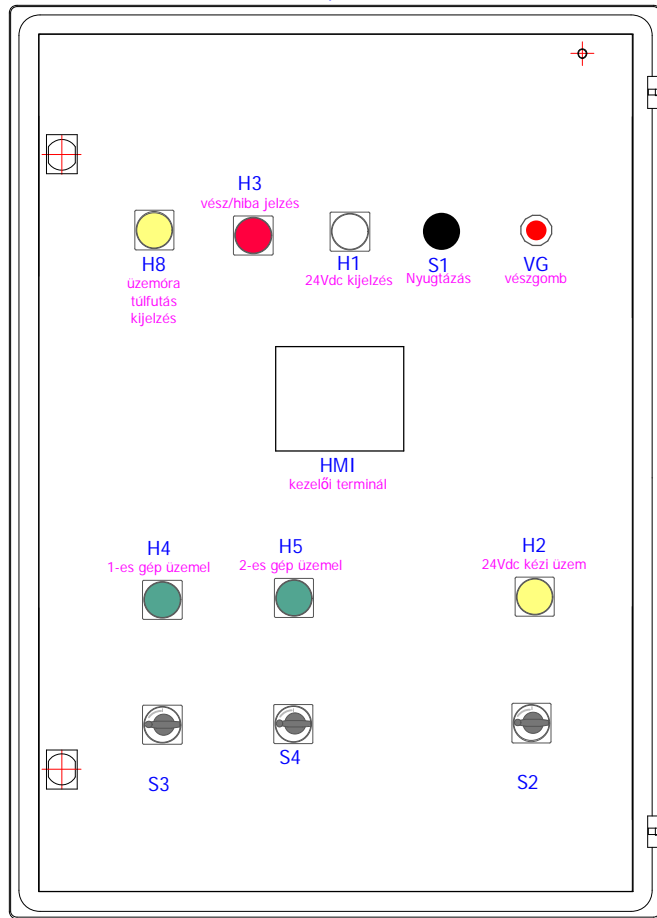 H3
vész/hiba jelzés
H8
üzemóra
túlfutás
kijelzés
H1
24Vdc kijelzés
S1
Nyugtázás
VG
vészgomb
HMI
kezelői terminál
H4
1-es gép üzemel
H5
2-es gép üzemel
H2
24Vdc kézi üzem
S3
S4
S2